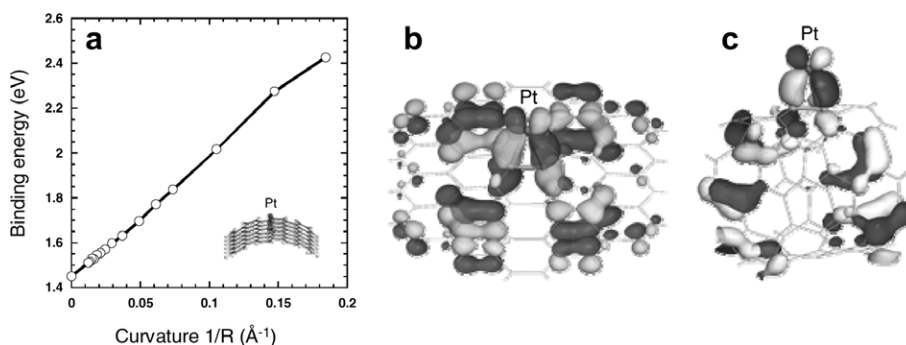 a
b
c
Binding energy (eV)
2.6
2.4
2.2
2
1.8
1.6
1.4
0
0.05
0.1
0.15
0.2
Curvature 1/R (Å⁻¹)
Pt
Pt
Pt